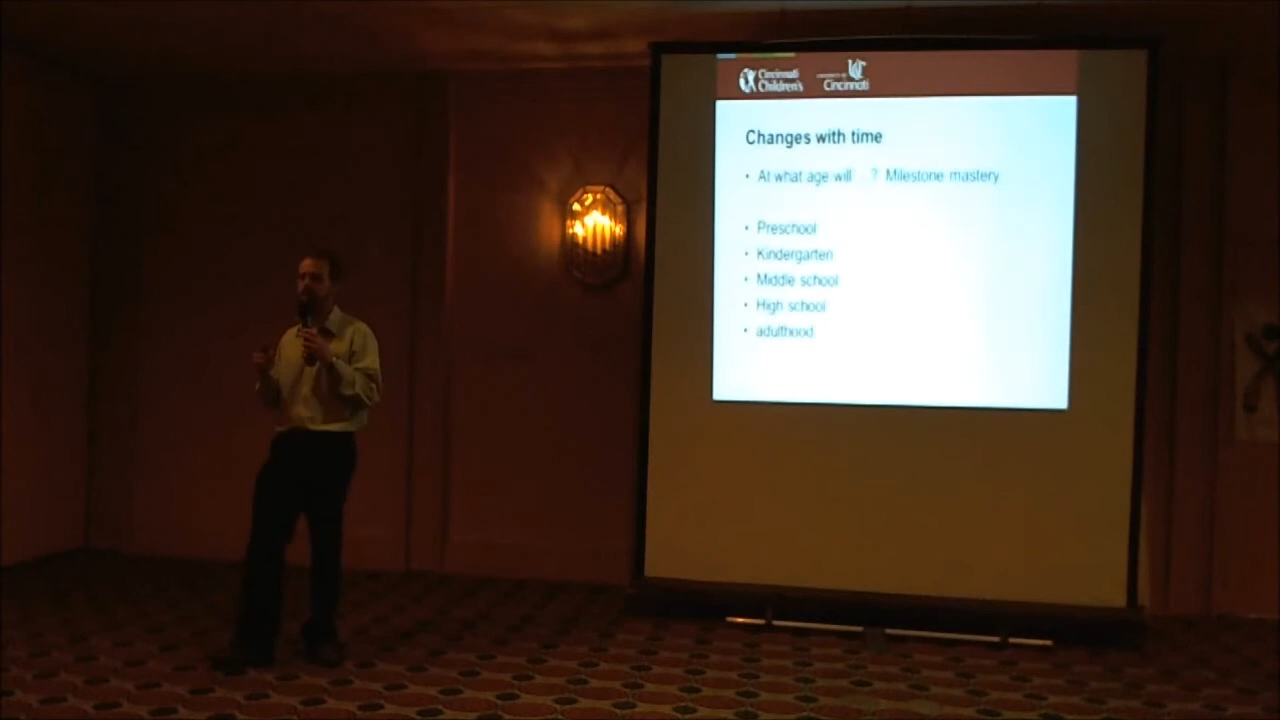 Cincinnati
Children's
Cincinnati
Changes with time
• At what age will ? Milestone mastery
• Preschool
• Kindergarten
• Middle school
• High school
• adulthood